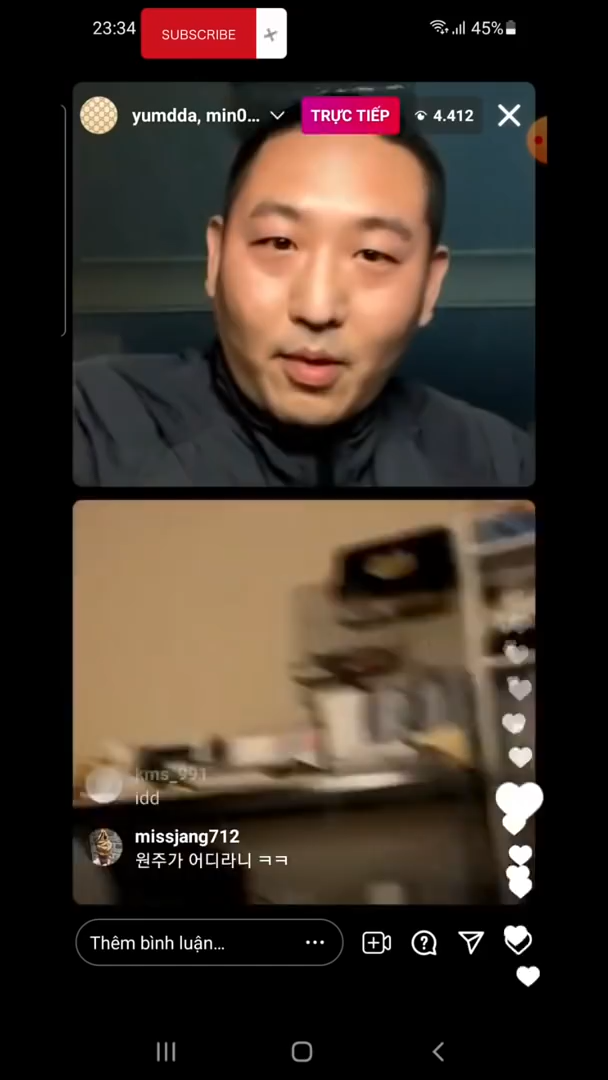 23:34
SUBSCRIBE
45%
yumdda, min0...
TRỰC TIẾP
4.412
kms_991
idd
missjang712
원주가 어디라니 ㅋㅋ
Thêm bình luận...